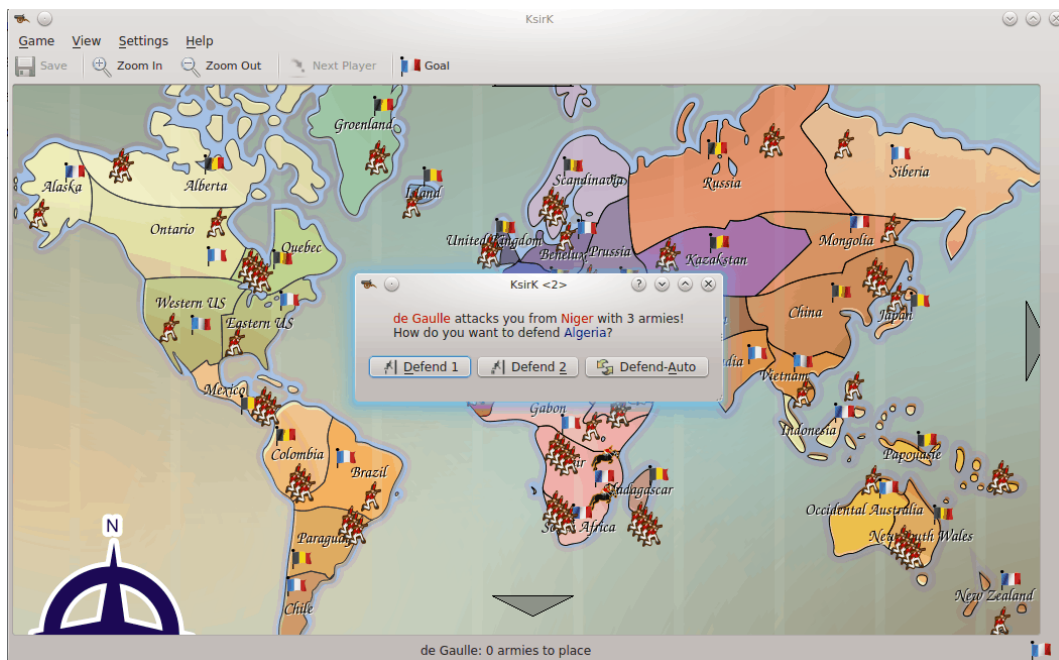 KsirK
Game View Settings Help
Save Zoom In Zoom Out Next Player Goal
Groenland
Alaska
Alberta
Island
Scandinavia
Russia
Siberia
Ontario
Quebec
United Kingdom
Benelux
Prussia
Kazakstan
Mongolia
Western US
Eastern US
China
Japan
KsirK <2>
de Gaulle attacks you from Niger with 3 armies!
How do you want to defend Algeria?
Defend 1 Defend 2 Defend-Auto
Vietnam
Mexico
Gabon
Indonesia
Colombia
Brazil
Papouasie
Madagascar
Occidental Australia
South Africa
New South Wales
Paraguay
N
Chile
New Zealand
de Gaulle: 0 armies to place